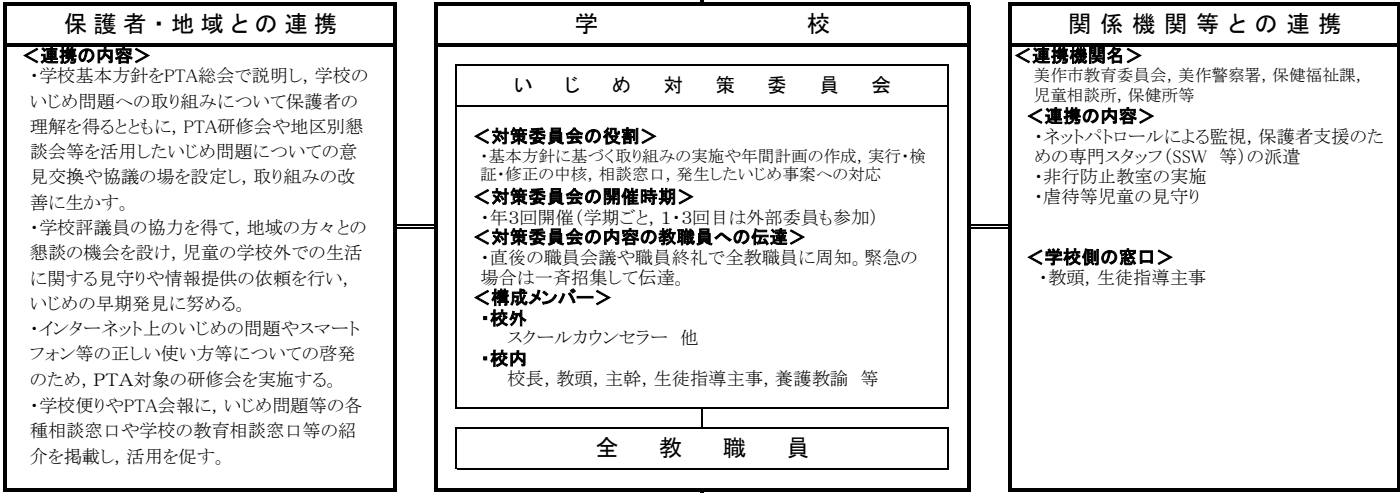 保護者・地域との連携
＜連携の内容＞
・学校基本方針をPTA総会で説明し，学校の
いじめ問題への取り組みについて保護者の
理解を得るとともに，PTA研修会や地区別懇
談会等を活用したいじめ問題についての意
見交換や協議の場を設定し，取り組みの改
善に生かす。
・学校評議員の協力を得て，地域の方々との
懇談の機会を設け，児童の学校外での生活
に関する見守りや情報提供の依頼を行い，
いじめの早期発見に努める。
・インターネット上のいじめの問題やスマート
フォン等の正しい使い方等についての啓発
のため，PTA対象の研修会を実施する。
・学校便りやPTA会報に，いじめ問題等の各
種相談窓口や学校の教育相談窓口等の紹
介を掲載し，活用を促す。
学校
いじめ対策委員会
＜対策委員会の役割＞
・基本方針に基づく取り組みの実施や年間計画の作成，実行・検
証・修正の中核，相談窓口，発生したいじめ事案への対応
＜対策委員会の開催時期＞
・年3回開催（学期ごと，1・3回目は外部委員も参加）
＜対策委員会の内容の教職員への伝達＞
・直後の職員会議や職員終礼で全教職員に周知。緊急の
場合は一斉招集して伝達。
＜構成メンバー＞
・校外
スクールカウンセラー 他
・校内
校長，教頭，主幹，生徒指導主事，養護教諭 等
全教職員
関係機関等との連携
＜連携機関名＞
美作市教育委員会，美作警察署，保健福祉課，
児童相談所，保健所等
＜連携の内容＞
・ネットパトロールによる監視，保護者支援のた
めの専門スタッフ（SSW 等）の派遣
・非行防止教室の実施
・虐待等児童の見守り
＜学校側の窓口＞
・教頭，生徒指導主事